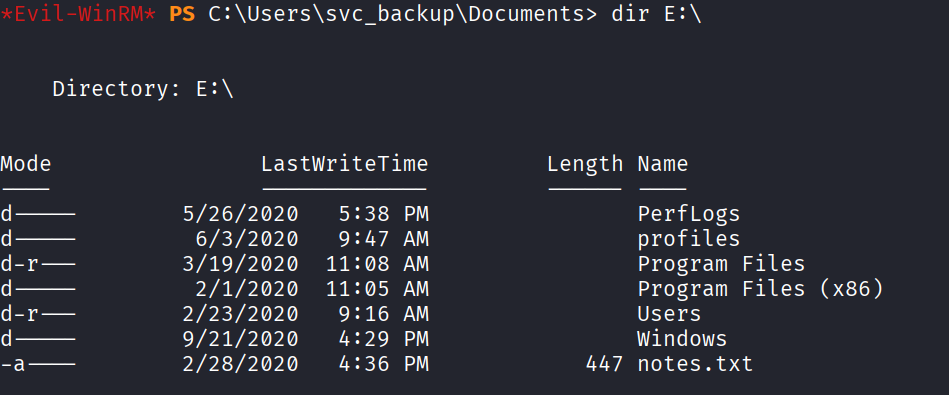 *Evil-WinRM* PS C:\Users\svc_backup\Documents> dir E:\
Directory: E:\
Mode LastWriteTime Length Name
---- ------------- ------ ----
d----- 5/26/2020 5:38 PM PerfLogs
d----- 6/3/2020 9:47 AM profiles
d-r--- 3/19/2020 11:08 AM Program Files
d----- 2/1/2020 11:05 AM Program Files (x86)
d-r--- 2/23/2020 9:16 AM Users
d----- 9/21/2020 4:29 PM Windows
-a---- 2/28/2020 4:36 PM 447 notes.txt